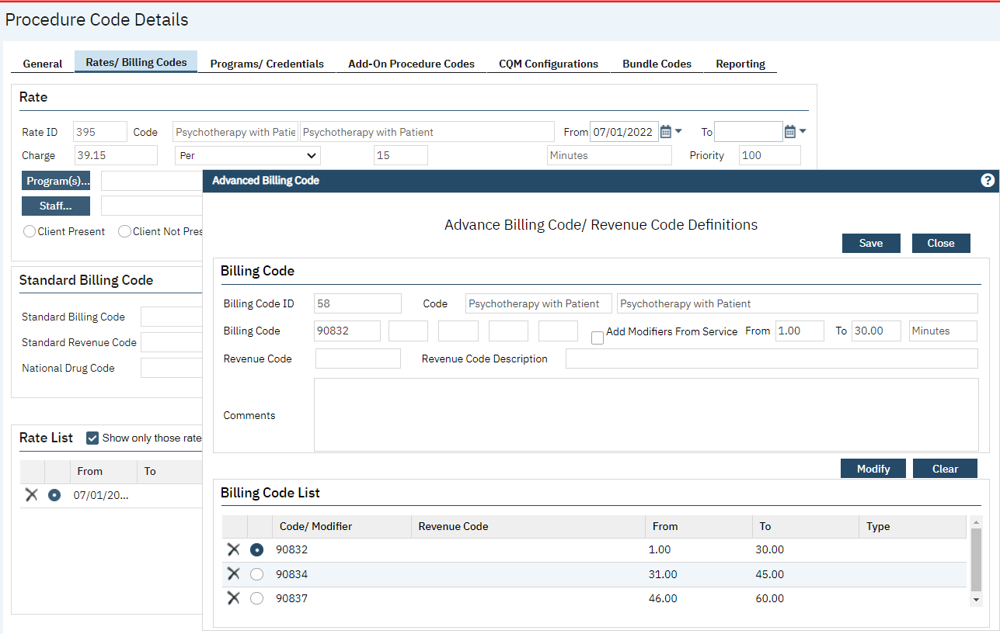 Procedure Code Details
General Rates/ Billing Codes Programs/ Credentials Add-On Procedure Codes CQM Configurations Bundle Codes Reporting
Rate
Rate ID 395 Code Psychotherapy with Patie Psychotherapy with Patient From 07/01/2022 To
Charge 39.15 Per 15 Minutes Priority 100
Program(s)...
Staff...
Client Present Client Not Pres
Standard Billing Code
Standard Billing Code
Standard Revenue Code
National Drug Code
Rate List Show only those rate
From To
07/01/20...
Advanced Billing Code ?
Advance Billing Code/ Revenue Code Definitions
Save Close
Billing Code
Billing Code ID 58 Code Psychotherapy with Patient Psychotherapy with Patient
Billing Code 90832 Add Modifiers From Service From 1.00 To 30.00 Minutes
Revenue Code Revenue Code Description
Comments
Modify Clear
Billing Code List
Code/ Modifier Revenue Code From To Type
90832 1.00 30.00
90834 31.00 45.00
90837 46.00 60.00